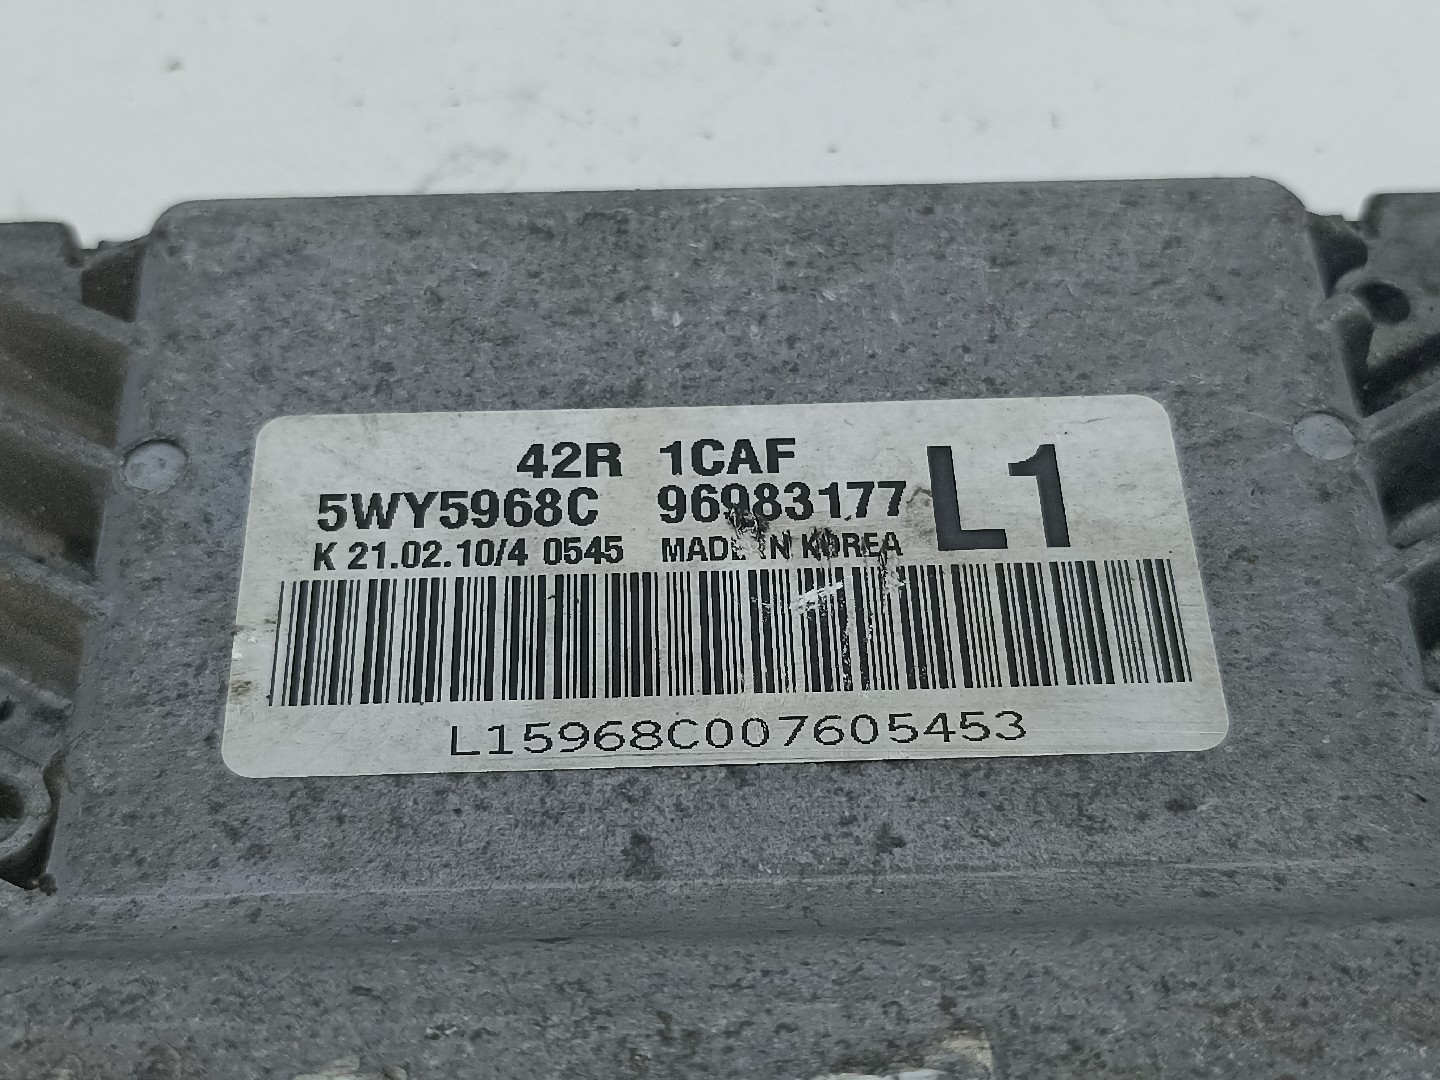 42R 1CAF
L1
5WY5968C 96983177
K 21.02.10/4 0545 MADE IN KOREA
L15968C007605453